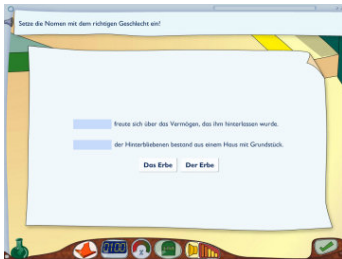 Setze die Nomen mit dem richtigen Geschlecht ein!
freute sich über das Vermögen, das ihm hinterlassen wurde.
der Hinterbliebenen bestand aus einem Haus mit Grundstück.
Das Erbe Der Erbe